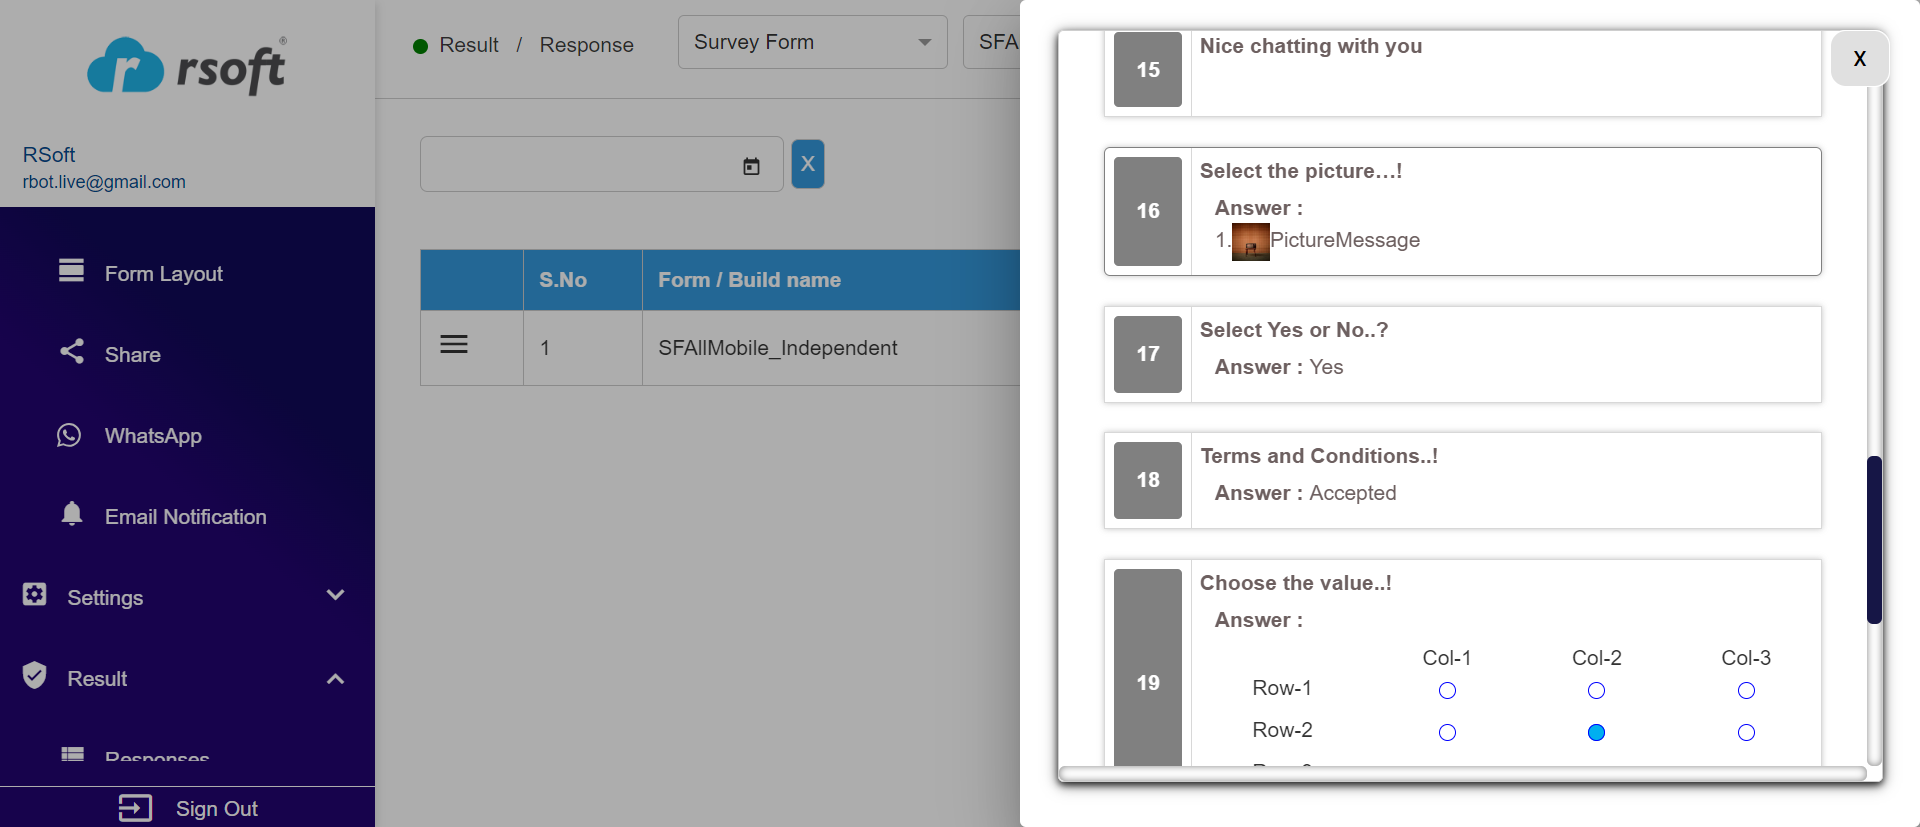 rsoft
®
RSoft
rbot.live@gmail.com
Form Layout
Share
WhatsApp
Email Notification
Settings
Result
Responses
Sign Out
Result / Response
Survey Form
SFA
X
S.No
Form / Build name
1
SFAllMobile_Independent
X
15
Nice chatting with you
16
Select the picture...!
Answer :
1. PictureMessage
17
Select Yes or No..?
Answer : Yes
18
Terms and Conditions..!
Answer : Accepted
19
Choose the value..!
Answer :
Col-1 Col-2 Col-3
Row-1
Row-2